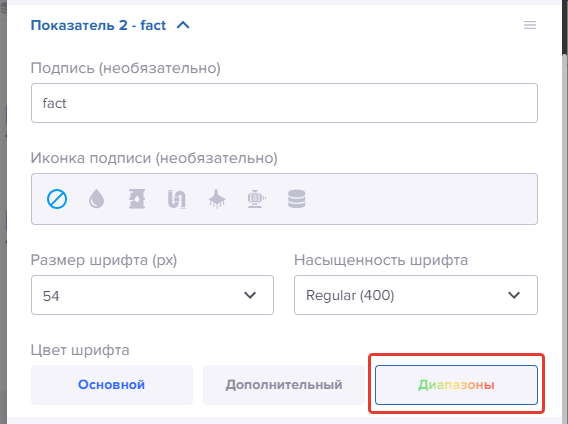 Показатель 2 - fact
Подпись (необязательно)
fact
Иконка подписи (необязательно)
Размер шрифта (px) Насыщенность шрифта
54 Regular (400)
Цвет шрифта
Основной Дополнительный Диапазоны